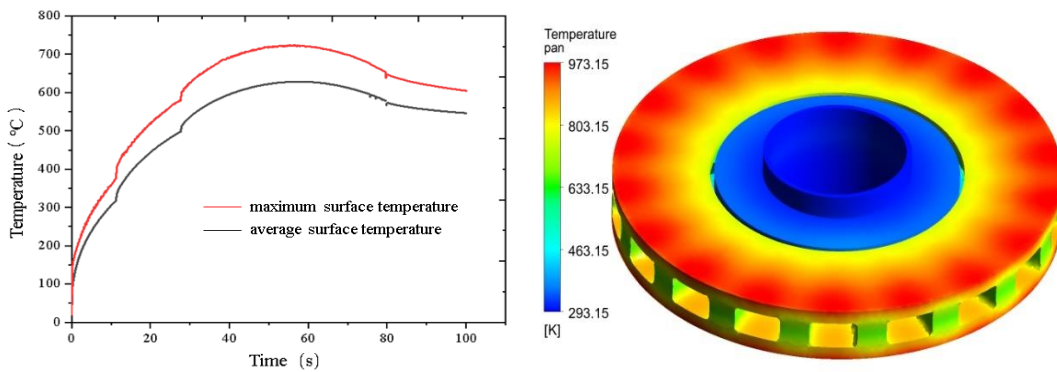 800
700
600
500
400
300
200
100
0
Temperature ( °C )
maximum surface temperature
average surface temperature
0 20 40 60 80 100
Time (s)
Temperature
pan
973.15
803.15
633.15
463.15
293.15
[K]